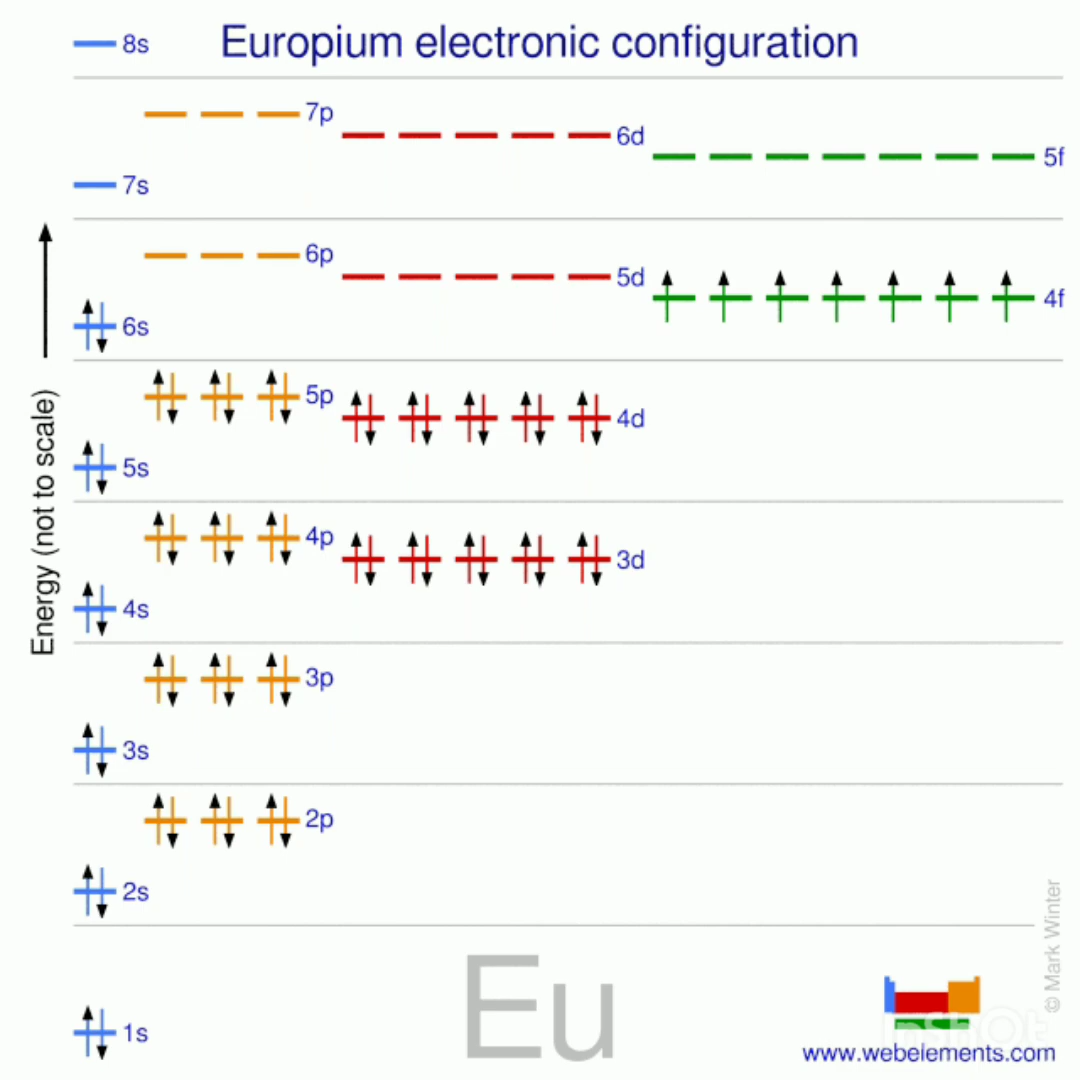 8s
Europium electronic configuration
7p
6d
5f
7s
6p
5d
4f
6s
5p
4d
5s
4p
3d
4s
3p
3s
2p
2s
1s
Energy (not to scale)
Eu
© Mark Winter
InShOt
www.webelements.com